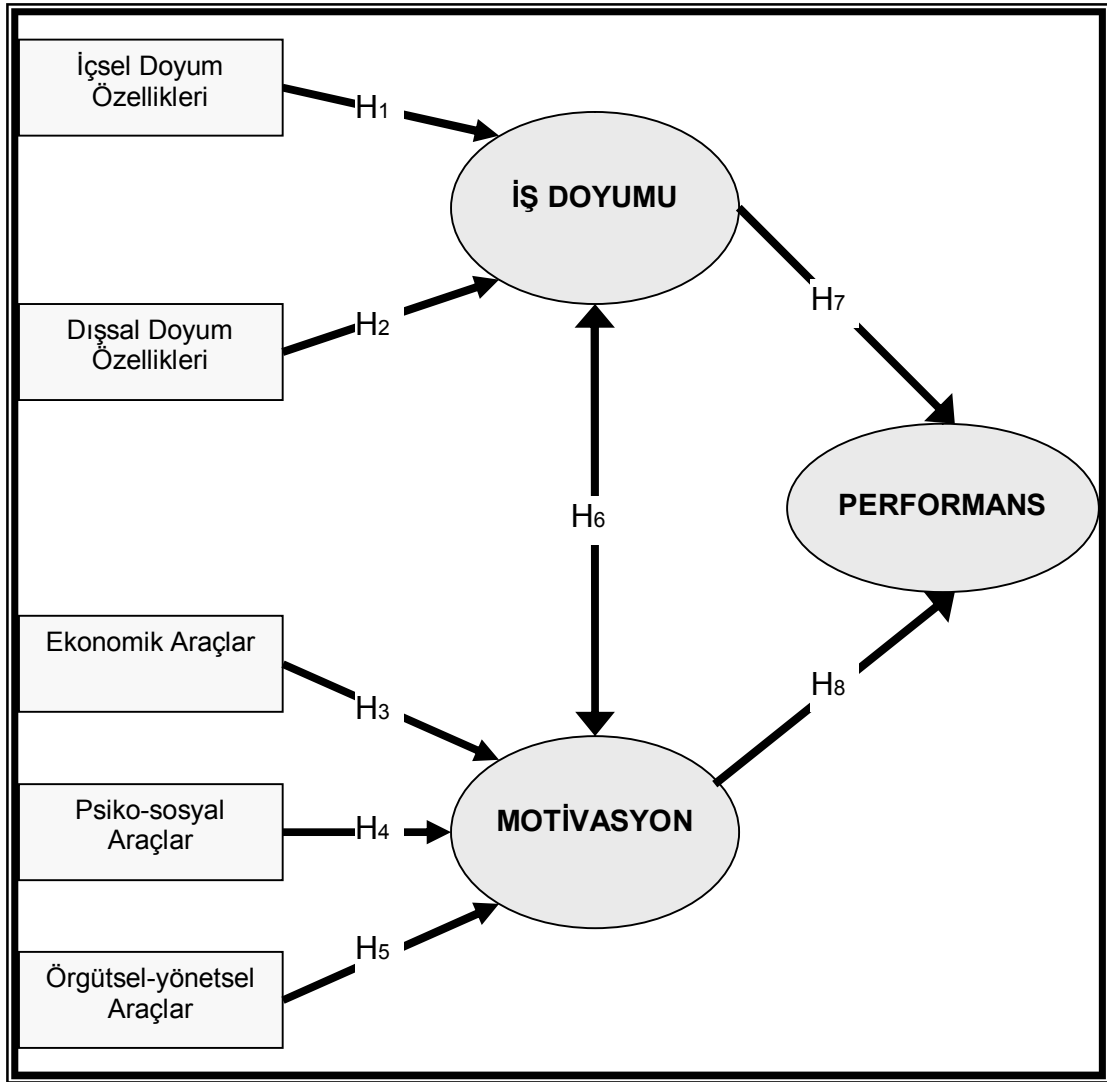 İçsel Doyum
Özellikleri
H1
İŞ DOYUMU
H7
Dışsal Doyum
Özellikleri
H2
PERFORMANS
H6
Ekonomik Araçlar
H3
H8
Psiko-sosyal
Araçlar
H4
MOTİVASYON
Örgütsel-yönetsel
Araçlar
H5